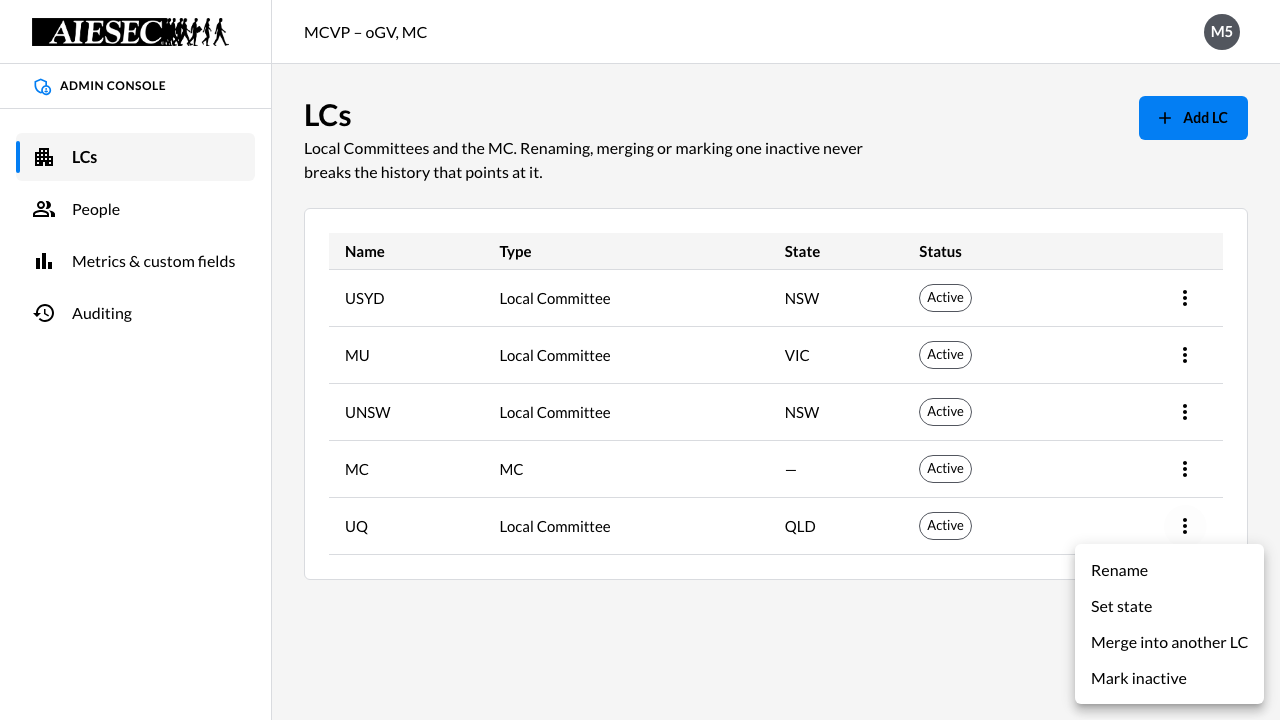 AIESEC
MCVP – oGV, MC
M5
ADMIN CONSOLE
LCs
People
Metrics & custom fields
Auditing
LCs
Local Committees and the MC. Renaming, merging or marking one inactive never
breaks the history that points at it.
Add LC
Name Type State Status
USYD Local Committee NSW Active
MU Local Committee VIC Active
UNSW Local Committee NSW Active
MC MC — Active
UQ Local Committee QLD Active
Rename
Set state
Merge into another LC
Mark inactive